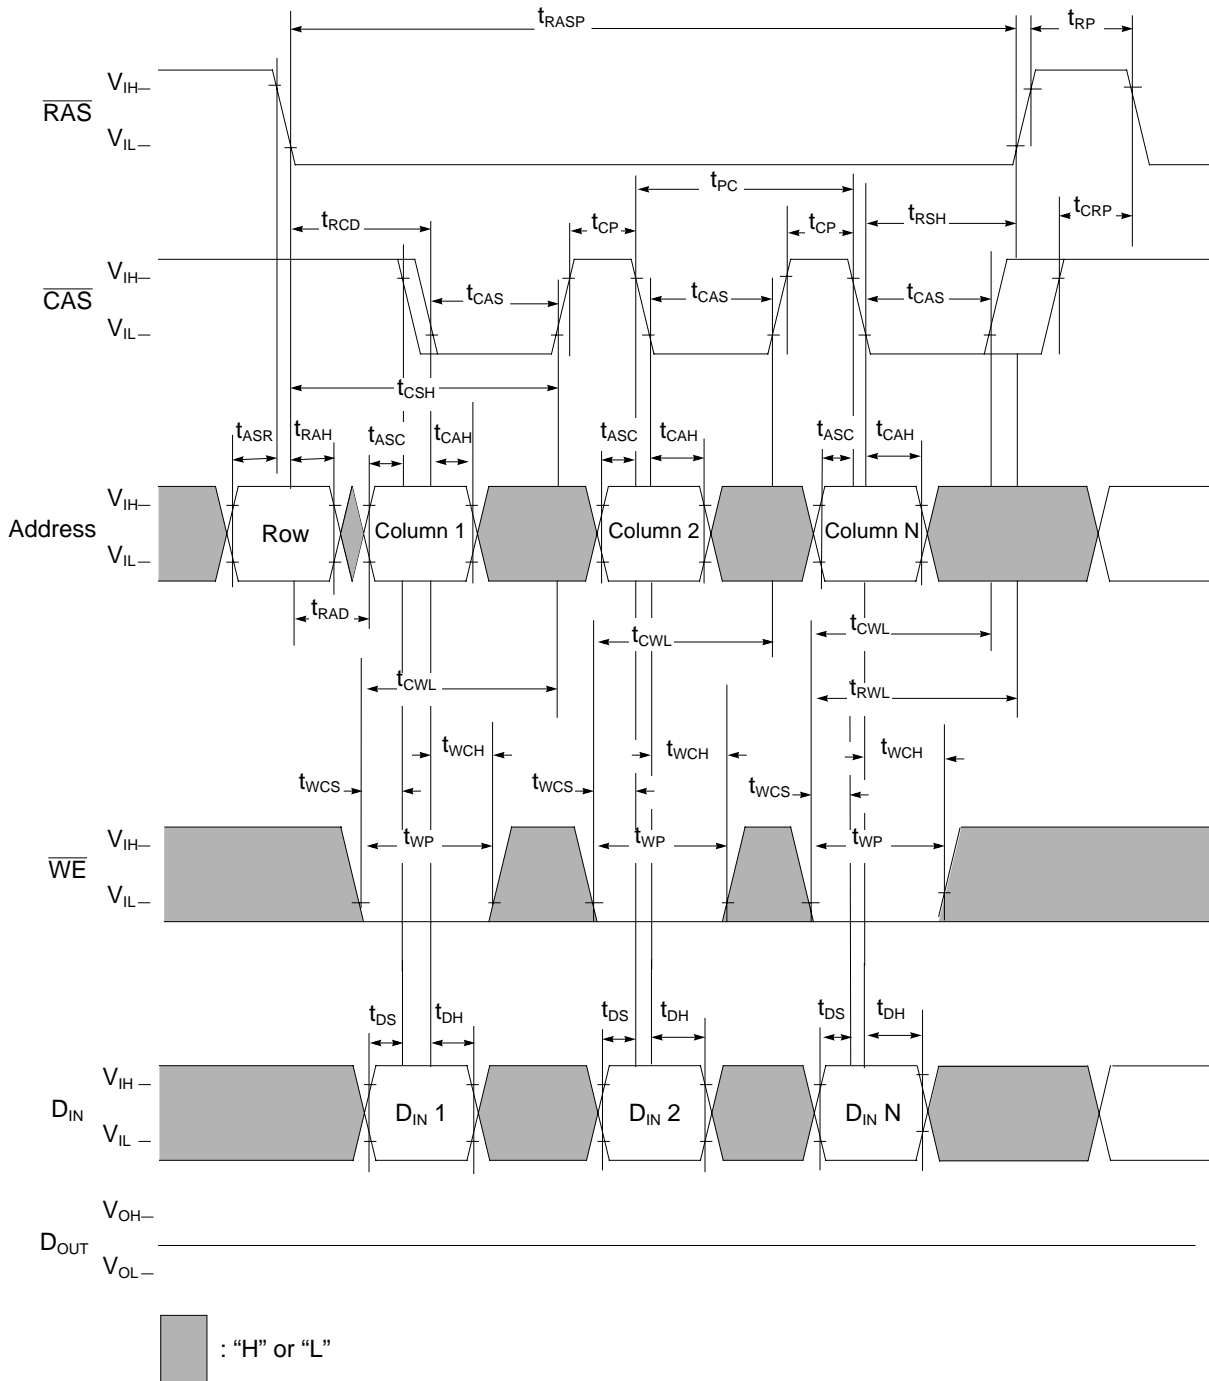 tRASP tRP
VIH
RAS
VIL
tPC
tRCD tCP tCP tRSH tCRP
VIH
CAS
tCAS tCAS tCAS
VIL
tCSH
tASR tRAH tASC tCAH tASC tCAH tASC tCAH
VIH
Address Row Column 1 Column 2 Column N
VIL
tRAD
tCWL tCWL
tCWL tRWL
tWCH tWCH tWCH
tWCS tWCS tWCS
VIH
tWP tWP tWP
WE
VIL
tDS tDH tDS tDH tDS tDH
VIH
DIN DIN 1 DIN 2 DIN N
VIL
VOH
DOUT
VOL
: “H” or “L”